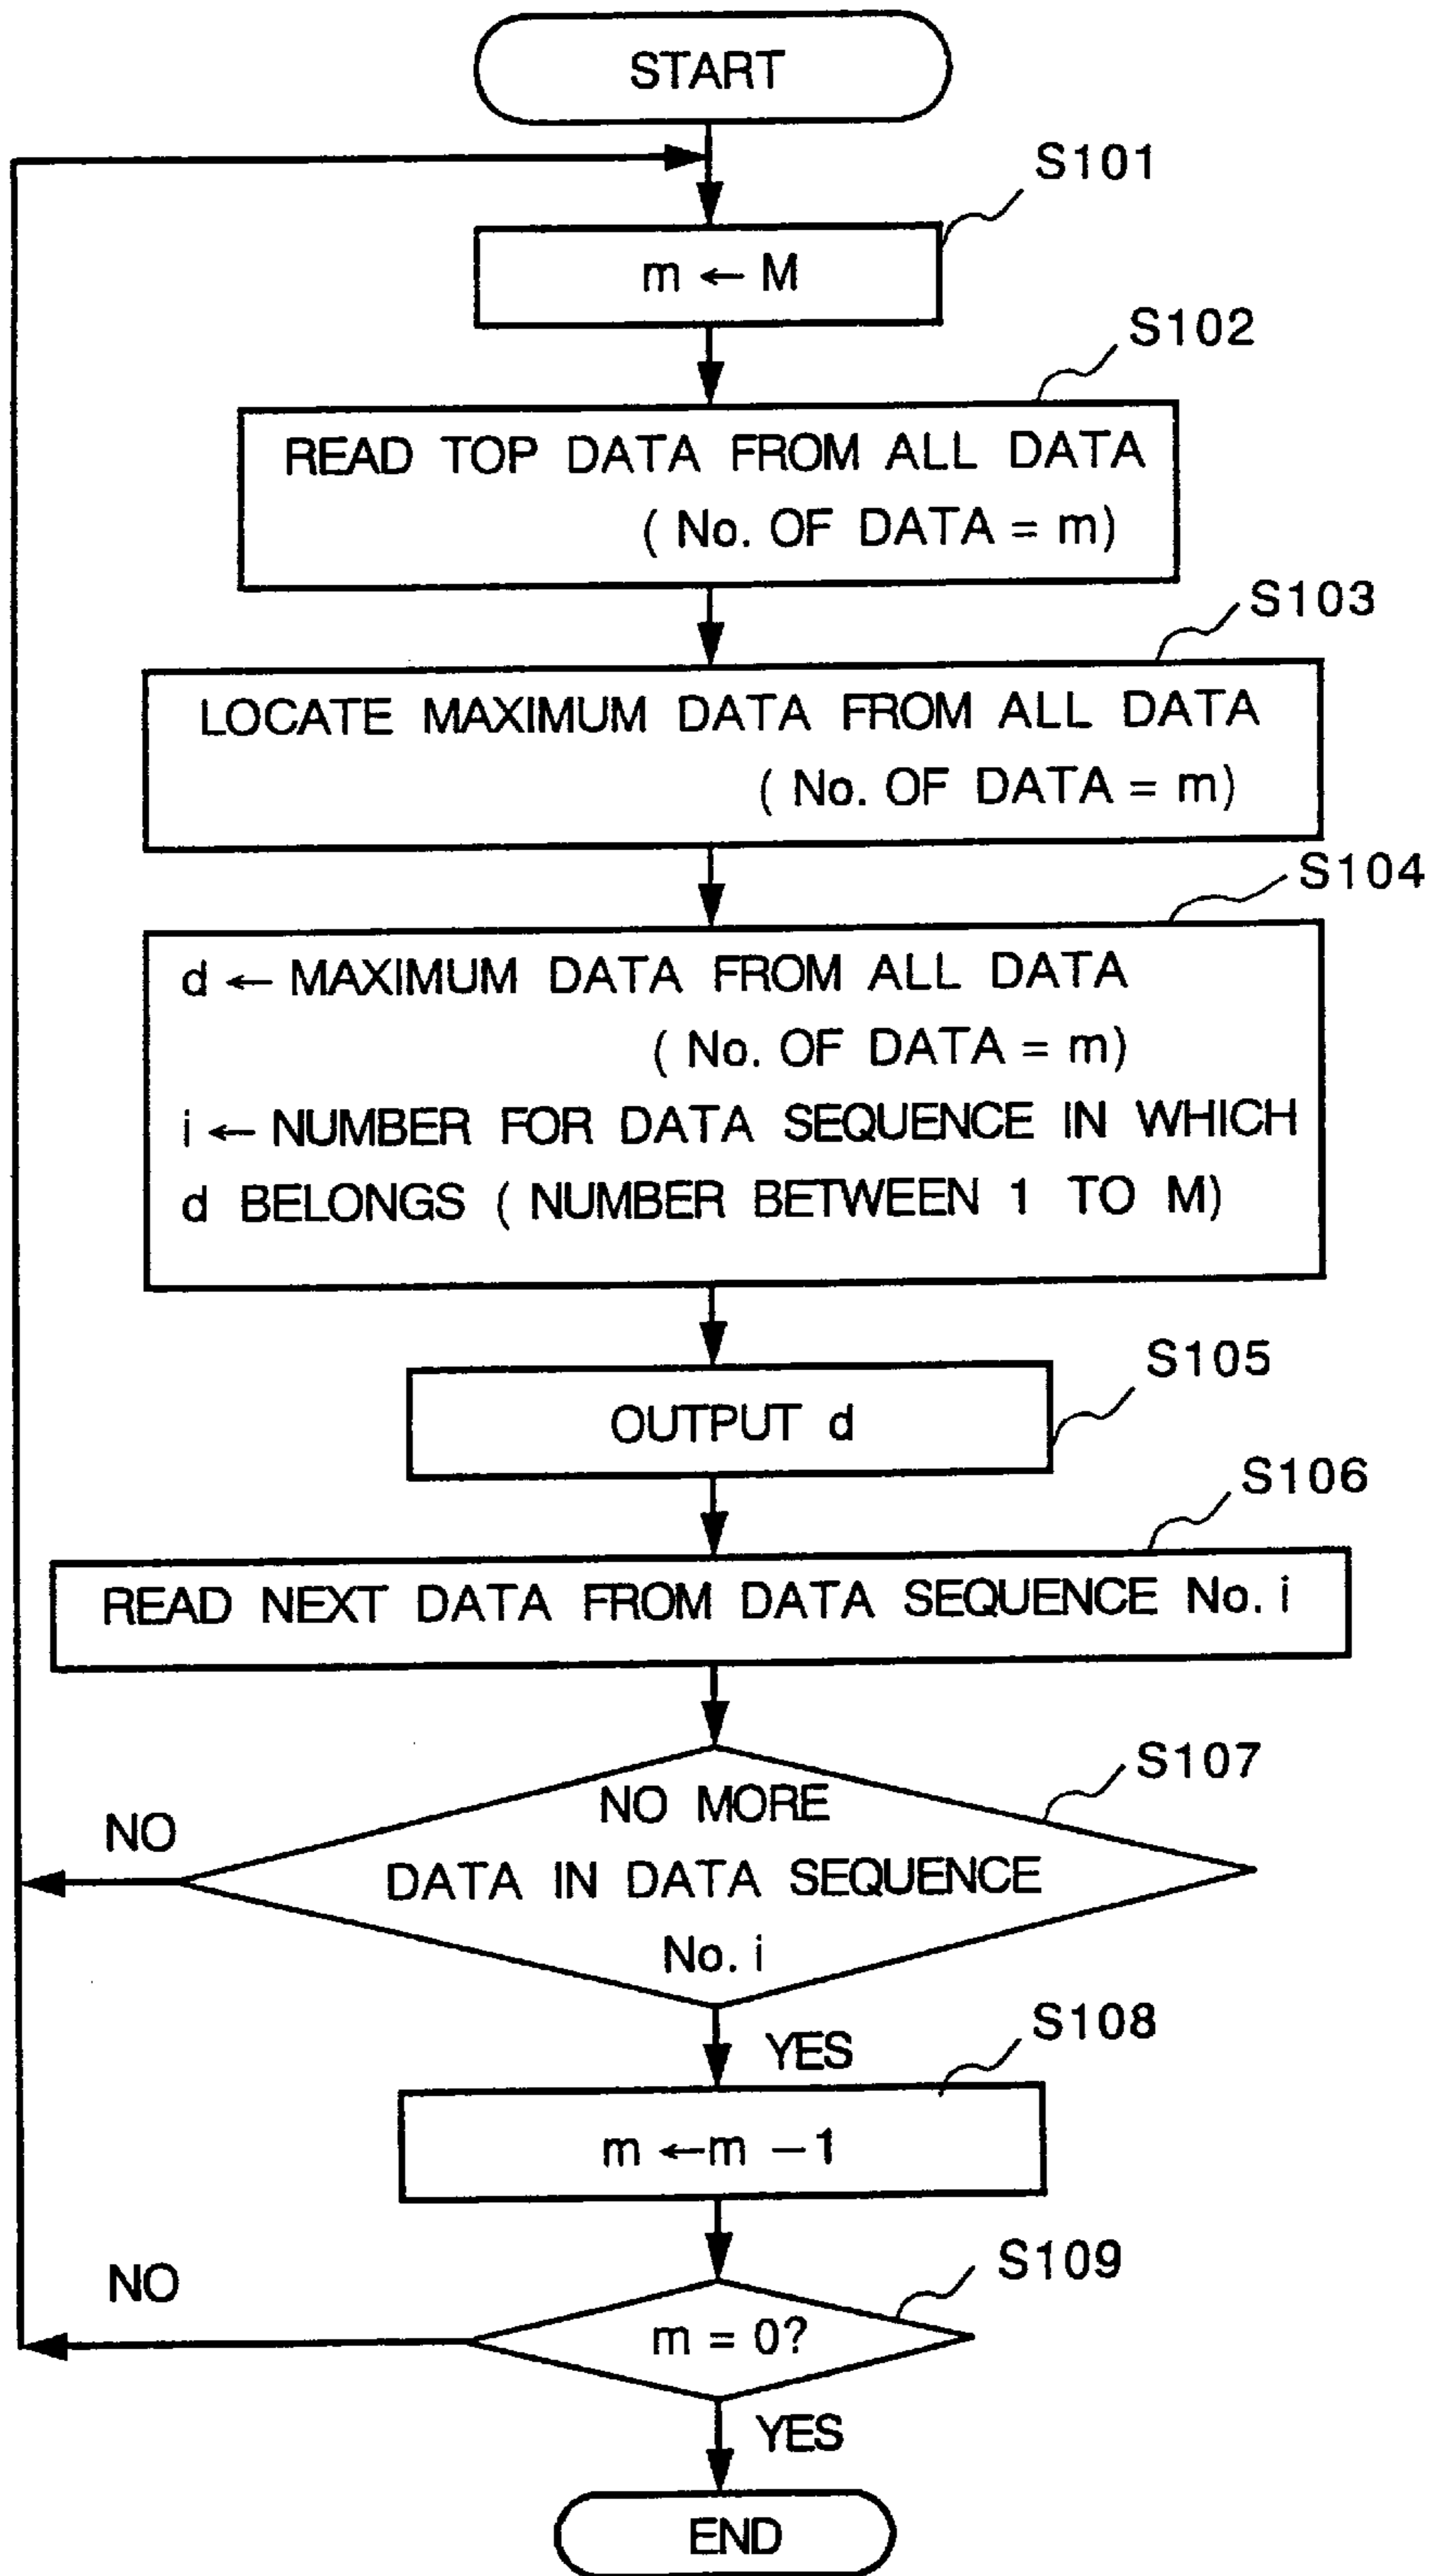 START
S101
m ← M
S102
READ TOP DATA FROM ALL DATA
( No. OF DATA = m)
S103
LOCATE MAXIMUM DATA FROM ALL DATA
( No. OF DATA = m)
S104
d ← MAXIMUM DATA FROM ALL DATA
( No. OF DATA = m)
i ← NUMBER FOR DATA SEQUENCE IN WHICH
d BELONGS ( NUMBER BETWEEN 1 TO M)
S105
OUTPUT d
S106
READ NEXT DATA FROM DATA SEQUENCE No. i
S107
NO MORE
NO
DATA IN DATA SEQUENCE
No. i
S108
YES
m ←m −1
S109
NO
m = 0?
YES
END